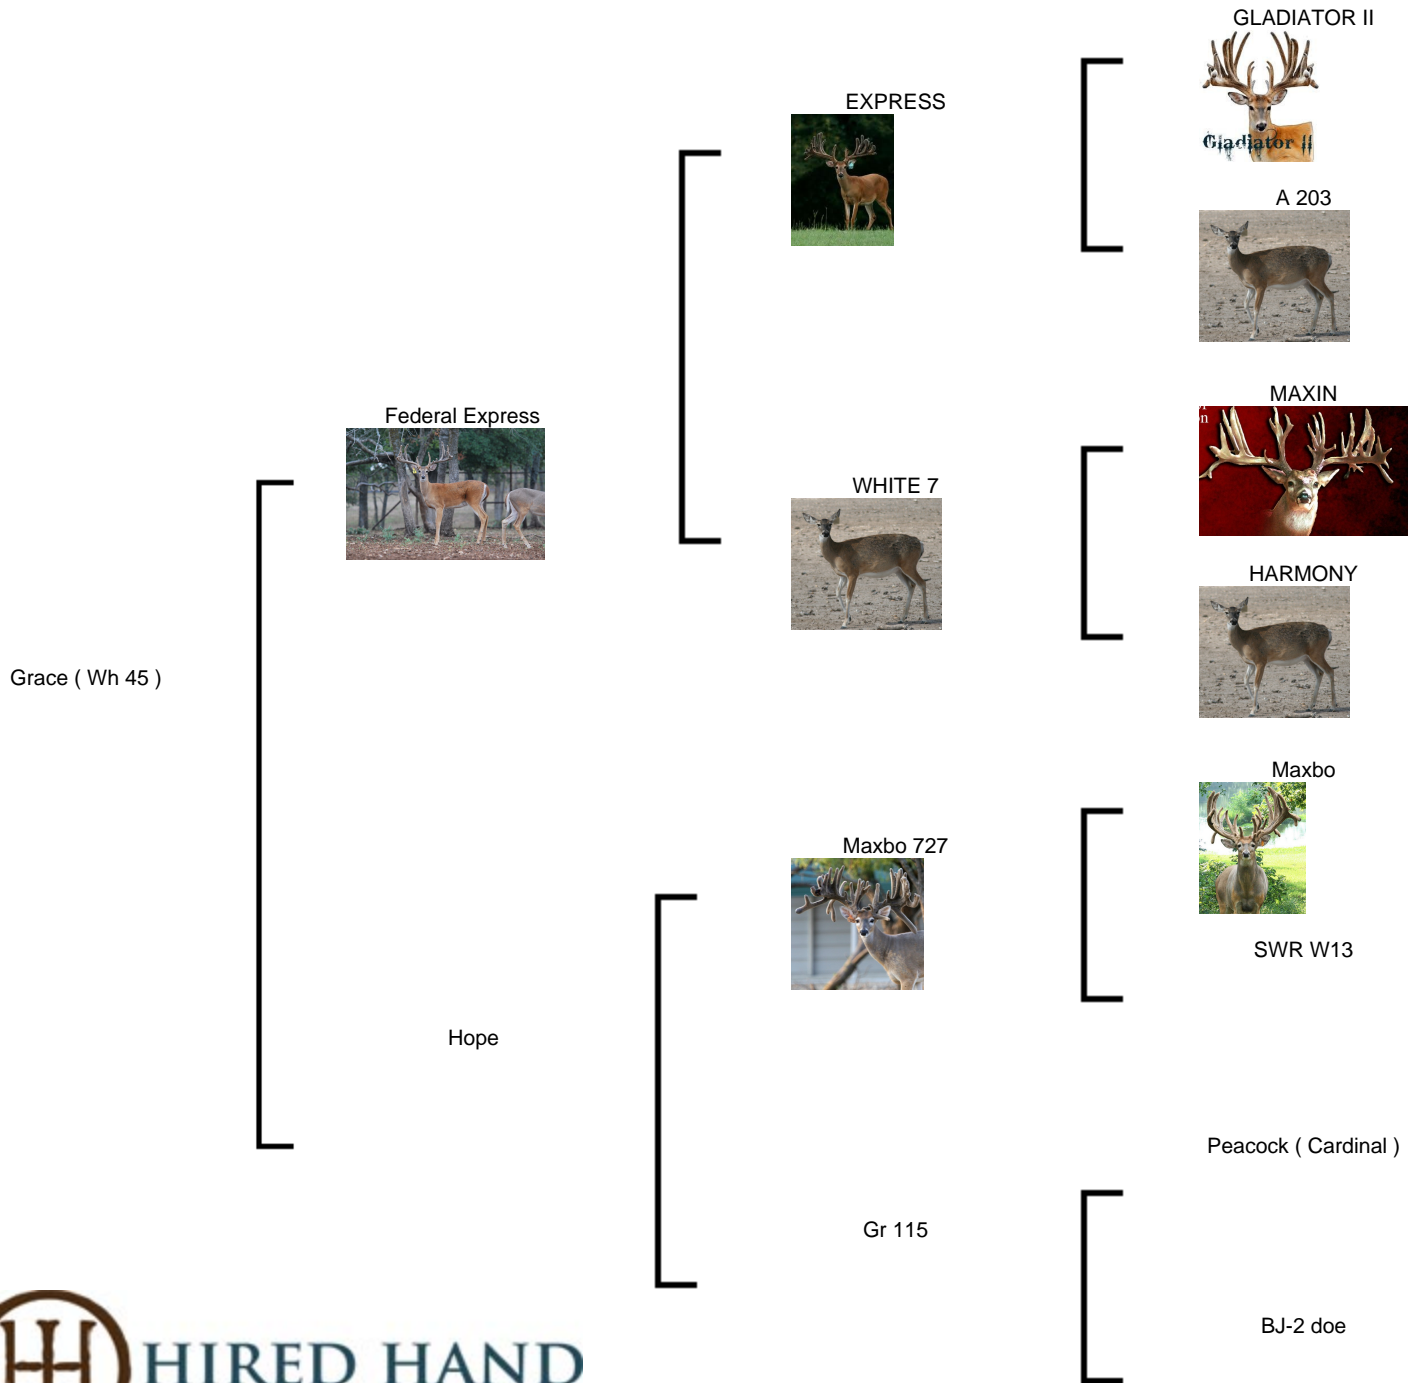 GLADIATOR II
Gladiator II
EXPRESS
A 203
MAXIN
Federal Express
WHITE 7
HARMONY
Grace ( Wh 45 )
Maxbo
Maxbo 727
SWR W13
Hope
Peacock ( Cardinal )
Gr 115
BJ-2 doe
HIRED HAND